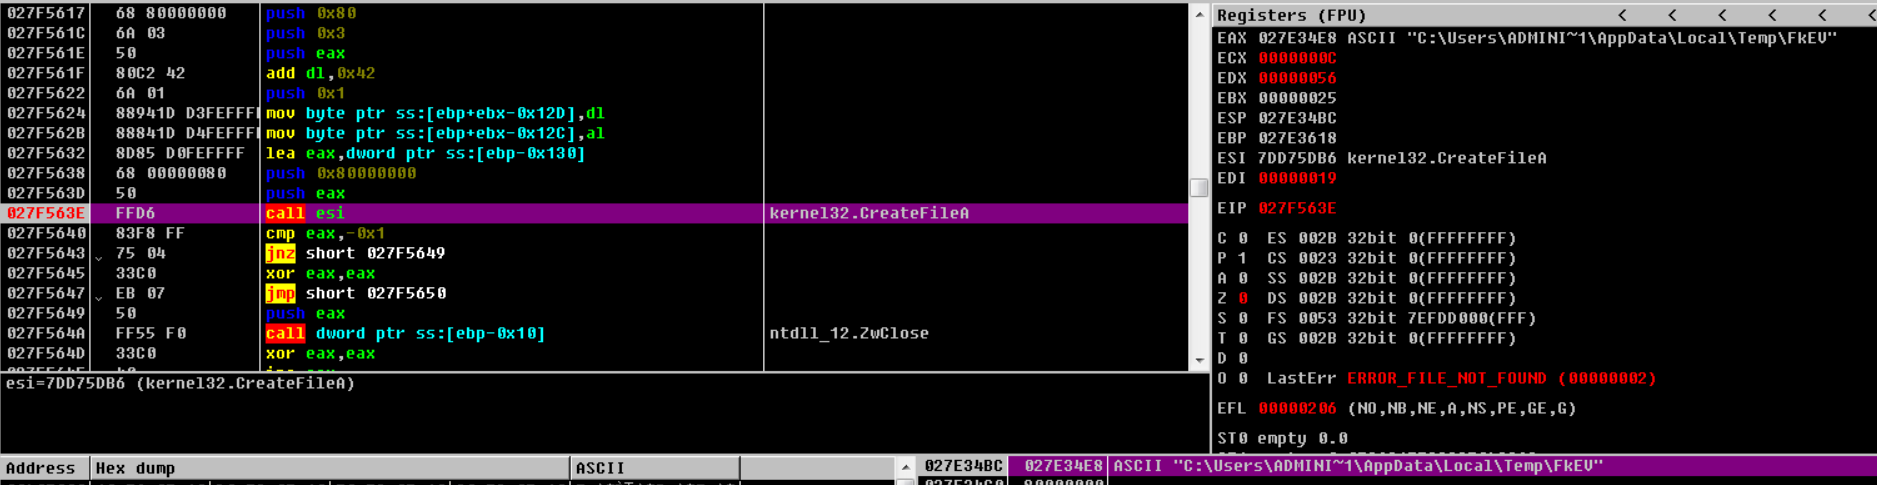 027F5617 68 80000000 push 0x80
027F561C 6A 03 push 0x3
027F561E 50 push eax
027F561F 80C2 42 add dl,0x42
027F5622 6A 01 push 0x1
027F5624 88941D D3FEFFFI mov byte ptr ss:[ebp+ebx-0x12D],dl
027F562B 88841D D4FEFFFI mov byte ptr ss:[ebp+ebx-0x12C],al
027F5632 8D85 D0FEFFFF lea eax,dword ptr ss:[ebp-0x130]
027F5638 68 00000080 push 0x80000000
027F563D 50 push eax
027F563E FFD6 call esi kernel32.CreateFileA
027F5640 83F8 FF cmp eax,-0x1
027F5643 75 04 jnz short 027F5649
027F5645 33C0 xor eax,eax
027F5647 EB 07 jmp short 027F5650
027F5649 50 push eax
027F564A FF55 F0 call dword ptr ss:[ebp-0x10] ntdll_12.ZwClose
027F564D 33C0 xor eax,eax
esi=7DD75DB6 (kernel32.CreateFileA)
Address Hex dump ASCII
Registers (FPU) < < < < < <
EAX 027E34E8 ASCII "C:\Users\ADMINI~1\AppData\Local\Temp\FkEV"
ECX 0000000C
EDX 00000056
EBX 00000025
ESP 027E34BC
EBP 027E3618
ESI 7DD75DB6 kernel32.CreateFileA
EDI 00000019
EIP 027F563E
C 0 ES 002B 32bit 0(FFFFFFFF)
P 1 CS 0023 32bit 0(FFFFFFFF)
A 0 SS 002B 32bit 0(FFFFFFFF)
Z 0 DS 002B 32bit 0(FFFFFFFF)
S 0 FS 0053 32bit 7EFDD000(FFF)
T 0 GS 002B 32bit 0(FFFFFFFF)
D 0
O 0 LastErr ERROR_FILE_NOT_FOUND (00000002)
EFL 00000206 (NO,NB,NE,A,NS,PE,GE,G)
ST0 empty 0.0
027E34BC 027E34E8 ASCII "C:\Users\ADMINI~1\AppData\Local\Temp\FkEV"
027E34C0 80000000